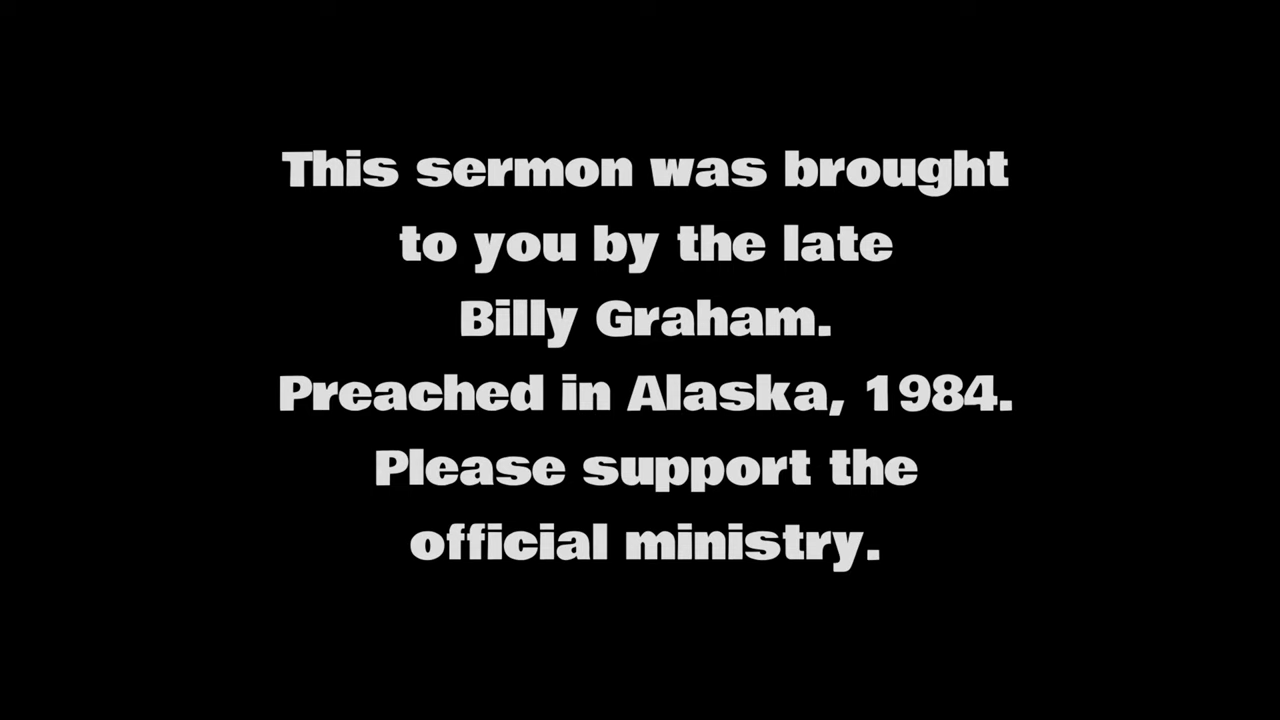 This sermon was brought
to you by the late
Billy Graham.
Preached in Alaska, 1984.
Please support the
official ministry.